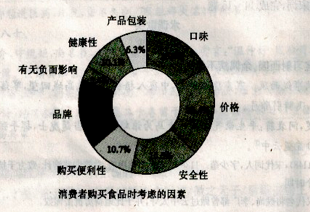 产品包装
口味
健康性
6.3%
有无负面影响
价格
品牌
10.7%
购买便利性
安全性
消费者购买食品时考虑的因素